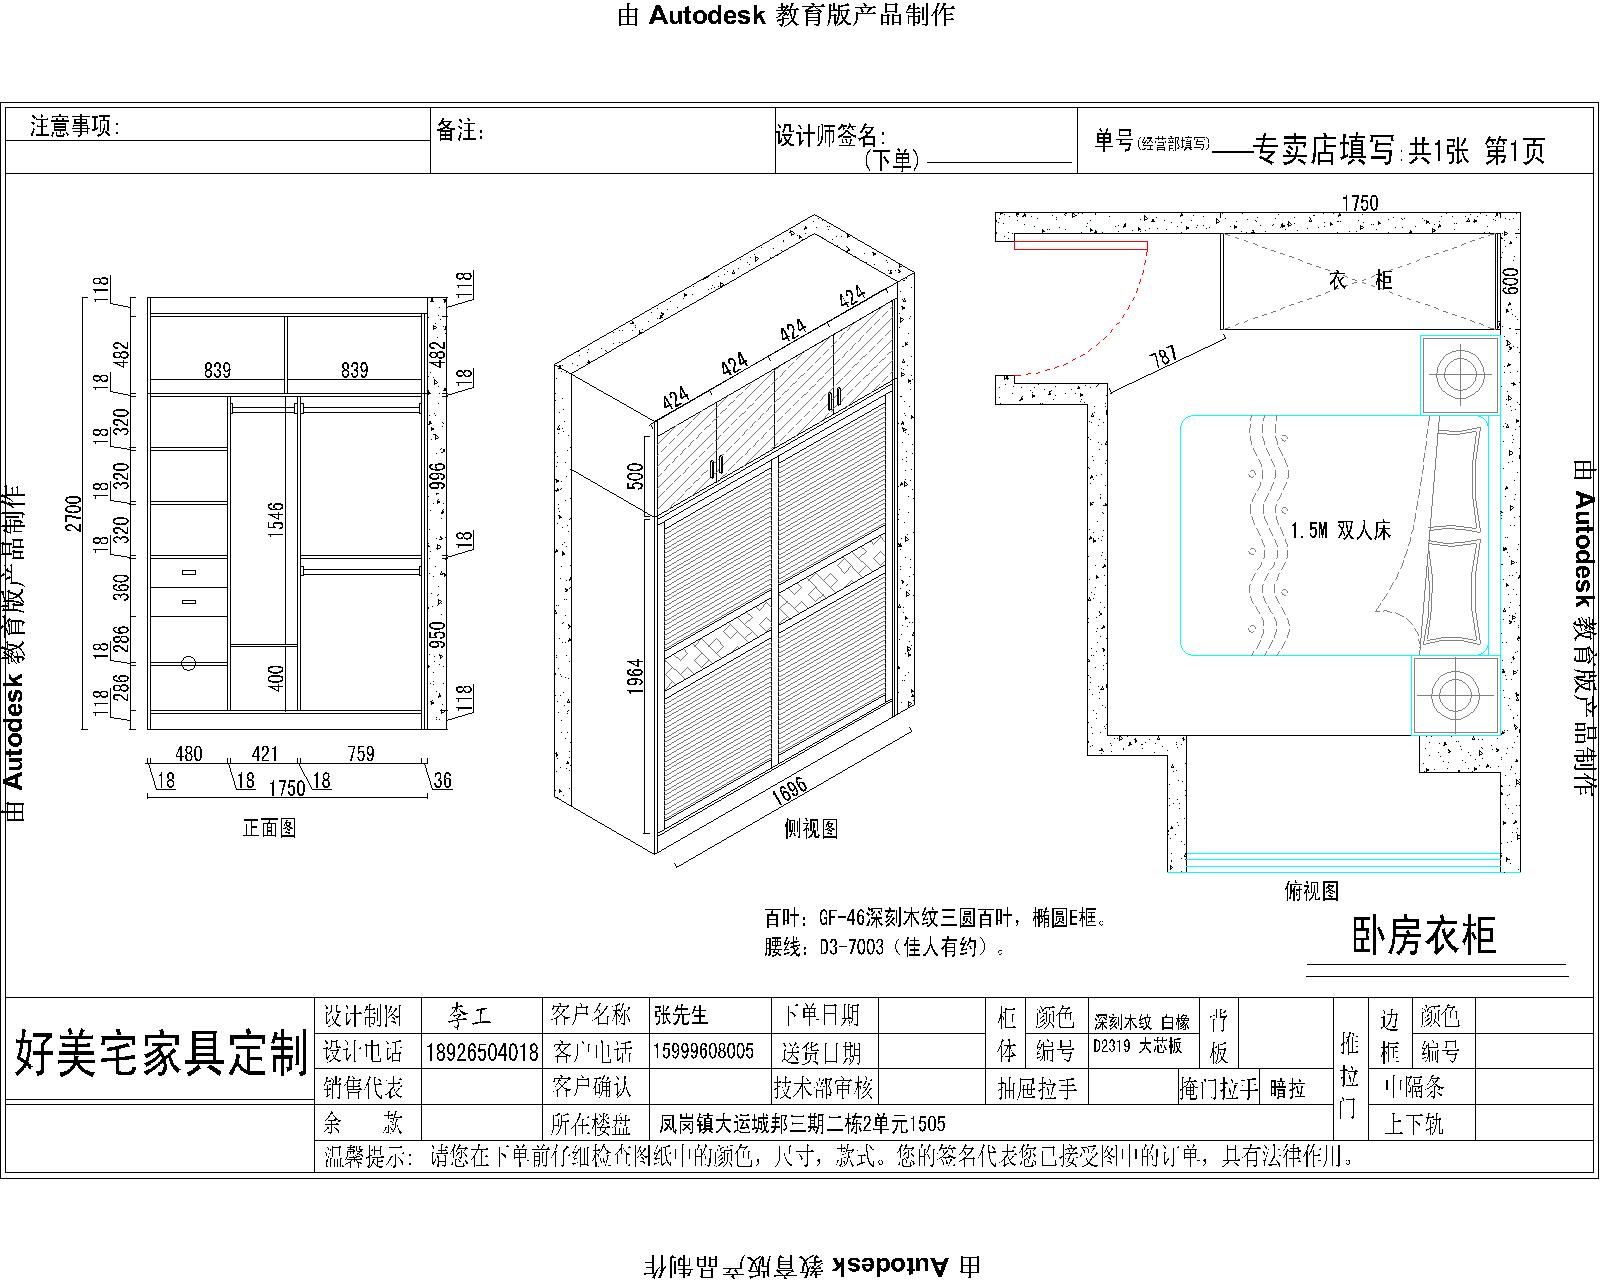 由 Autodesk 教育版产品制作
注意事项:
备注:
设计师签名:
(下单)
单号(经营部填写) 专卖店填写:共1张 第1页
118
482
18
320
18
320
18
320
360
286
18
286
118
2700
839
839
1546
400
118
482
18
996
18
950
118
480
421
759
18
18
1750
18
36
正面图
424
424
424
424
500
1964
1696
侧视图
1750
衣 柜
600
787
1.5M 双人床
俯视图
百叶: GF-46深刻木纹三圆百叶, 椭圆E框。
腰线: D3-7003 (佳人有约) 。
卧房衣柜
由 Autodesk 教育版产品制作
由 Autodesk 教育版产品制作
好美宅家具定制
设计制图 李工 客户名称 张先生 下单日期
设计电话 18926504018 客户电话 15999608005 送货日期
销售代表 客户确认 技术部审核
余 款 所在楼盘 凤岗镇大运城邦三期二栋2单元1505
柜体 颜色 深刻木纹 白橡 背板
编号 D2319 大芯板
抽屉拉手 掩门拉手 暗拉
推拉门 边框 颜色
编号
中隔条
上下轨
温馨提示: 请您在下单前仔细检查图纸中的颜色, 尺寸, 款式。您的签名代表您已接受图中的订单, 具有法律作用。
由 Autodesk 教育版产品制作